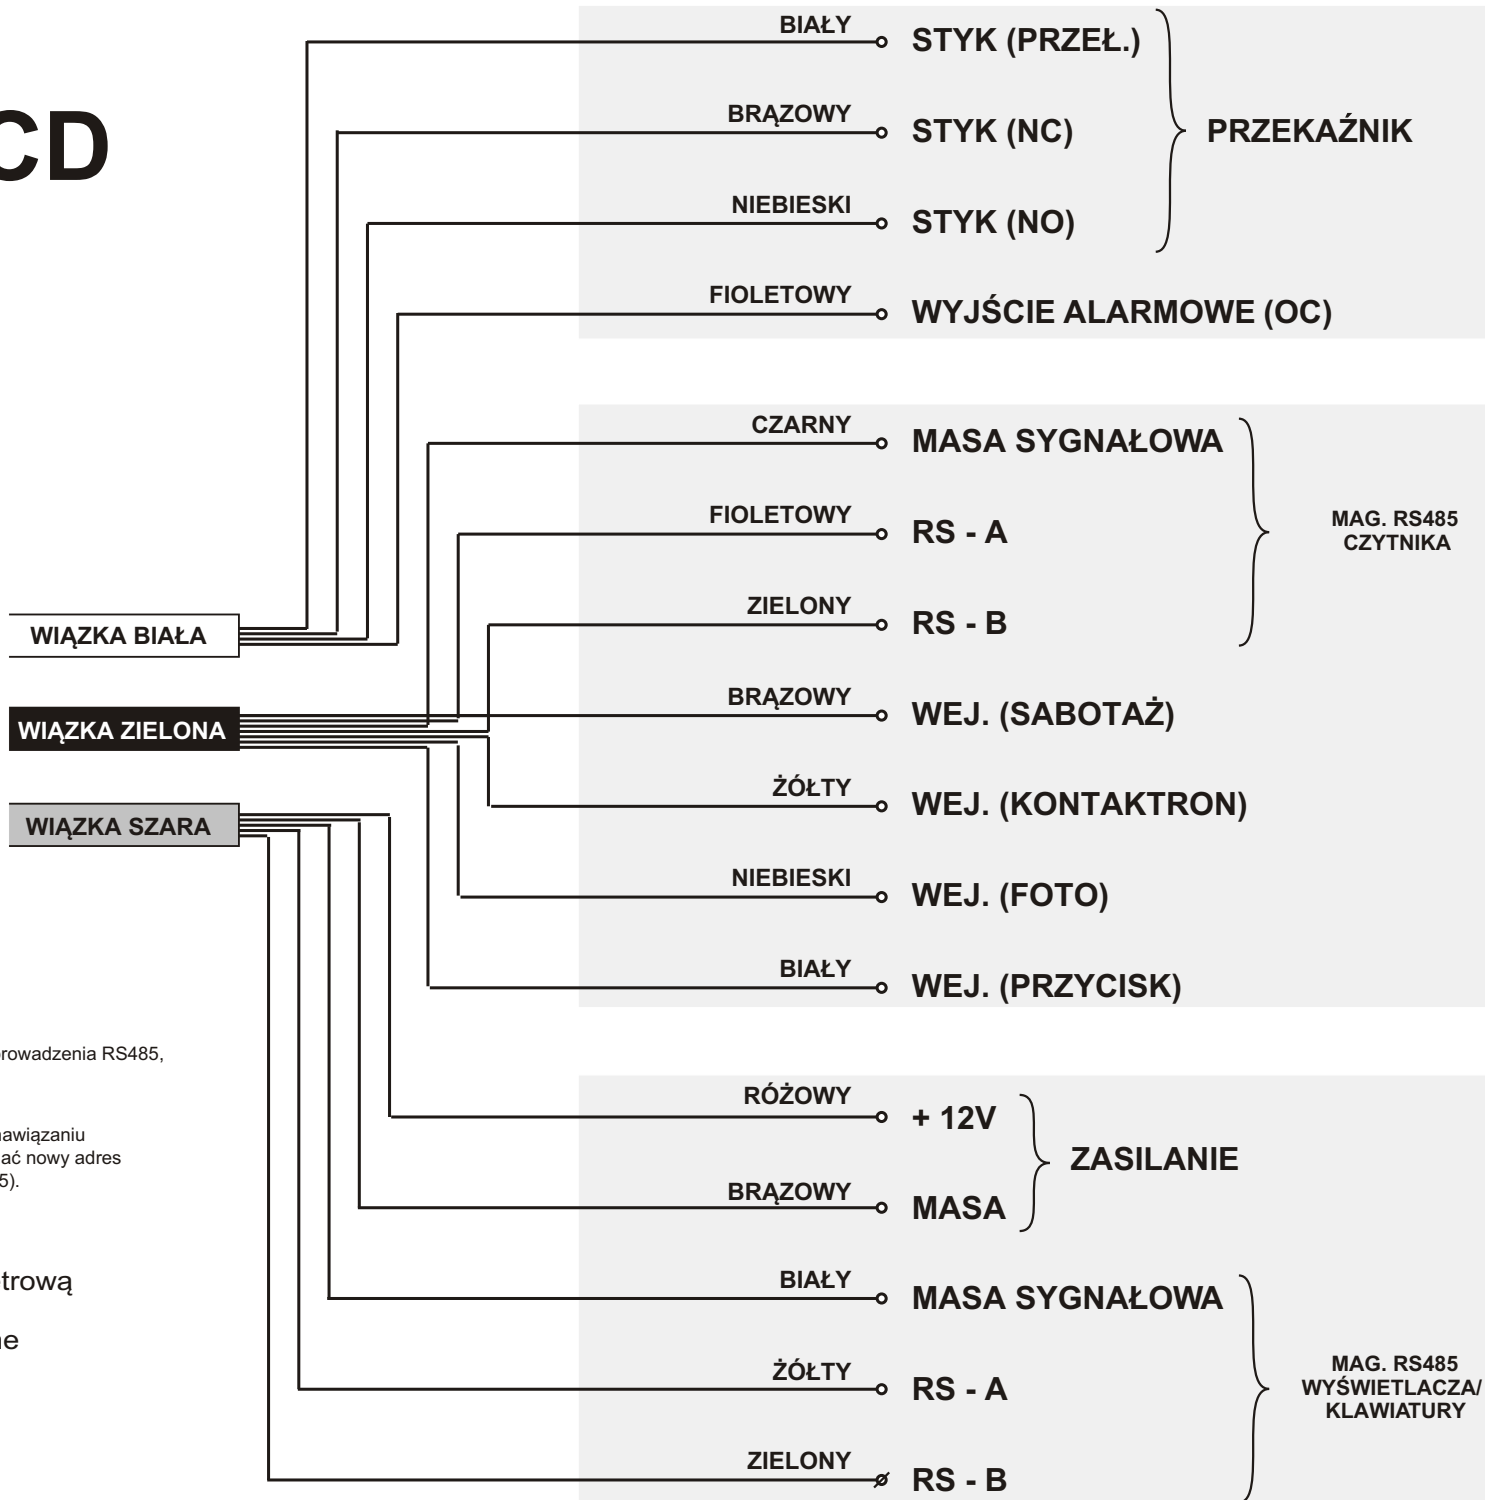 CD
BIAŁY
STYK (PRZEŁ.)
BRĄZOWY
STYK (NC)
PRZEKAŹNIK
NIEBIESKI
STYK (NO)
FIOLETOWY
WYJŚCIE ALARMOWE (OC)
CZARNY
MASA SYGNAŁOWA
FIOLETOWY
RS - A
MAG. RS485
CZYTNIKA
ZIELONY
RS - B
WIĄZKA BIAŁA
BRĄZOWY
WEJ. (SABOTAŻ)
WIĄZKA ZIELONA
ŻÓŁTY
WEJ. (KONTAKTRON)
WIĄZKA SZARA
NIEBIESKI
WEJ. (FOTO)
BIAŁY
WEJ. (PRZYCISK)
rowadzenia RS485,
awiązaniu
ać nowy adres
5).
trową
ne
RÓŻOWY
+ 12V
ZASILANIE
BRĄZOWY
MASA
BIAŁY
MASA SYGNAŁOWA
ŻÓŁTY
RS - A
MAG. RS485
WYŚWIETLACZA/
KLAWIATURY
ZIELONY
RS - B